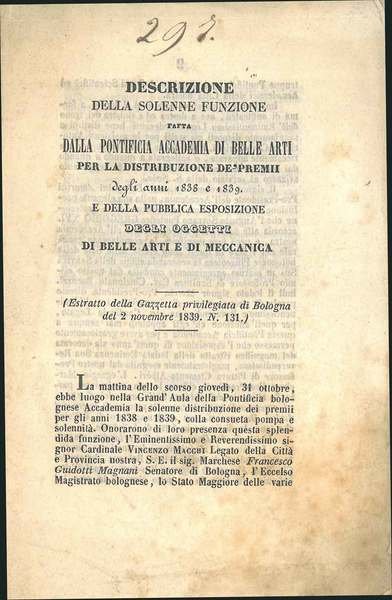 297.
DESCRIZIONE
DELLA SOLENNE FUNZIONE
FATTA
DALLA PONTIFICIA ACCADEMIA DI BELLE ARTI
PER LA DISTRIBUZIONE DE' PREMII
degli anni 1838 e 1839.
E DELLA PUBBLICA ESPOSIZIONE
DEGLI OGGETTI
DI BELLE ARTI E DI MECCANICA
(Estratto della Gazzetta privilegiata di Bologna
del 2 novembre 1839. N. 131.)
La mattina dello scorso giovedì, 31 ottobre,
ebbe luogo nella Grand'Aula della Pontificia bolo-
gnese Accademia la solenne distribuzione dei premii
per gli anni 1838 e 1839, colla consueta pompa e
solennità. Onorarono di loro presenza questa splen-
dida funzione, l'Eminentissimo e Reverendissimo si-
gnor Cardinale VINCENZO MACCHI Legato della Città
e Provincia nostra, S. E. il sig. Marchese Francesco
Guidotti Magnani Senatore di Bologna, l'Eccelso
Magistrato bolognese, lo Stato Maggiore delle varie